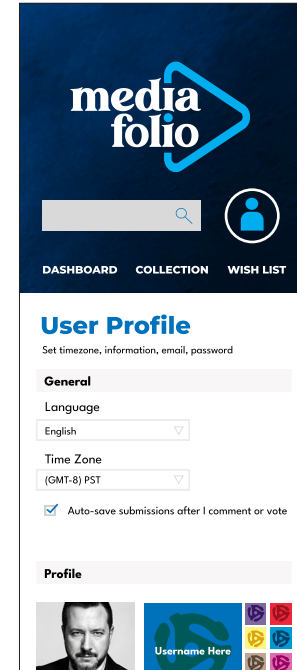 media
folio
DASHBOARD COLLECTION WISH LIST
User Profile
Set timezone, information, email, password
General
Language
English
Time Zone
(GMT-8) PST
Auto-save submissions after I comment or vote
Profile
Username Here